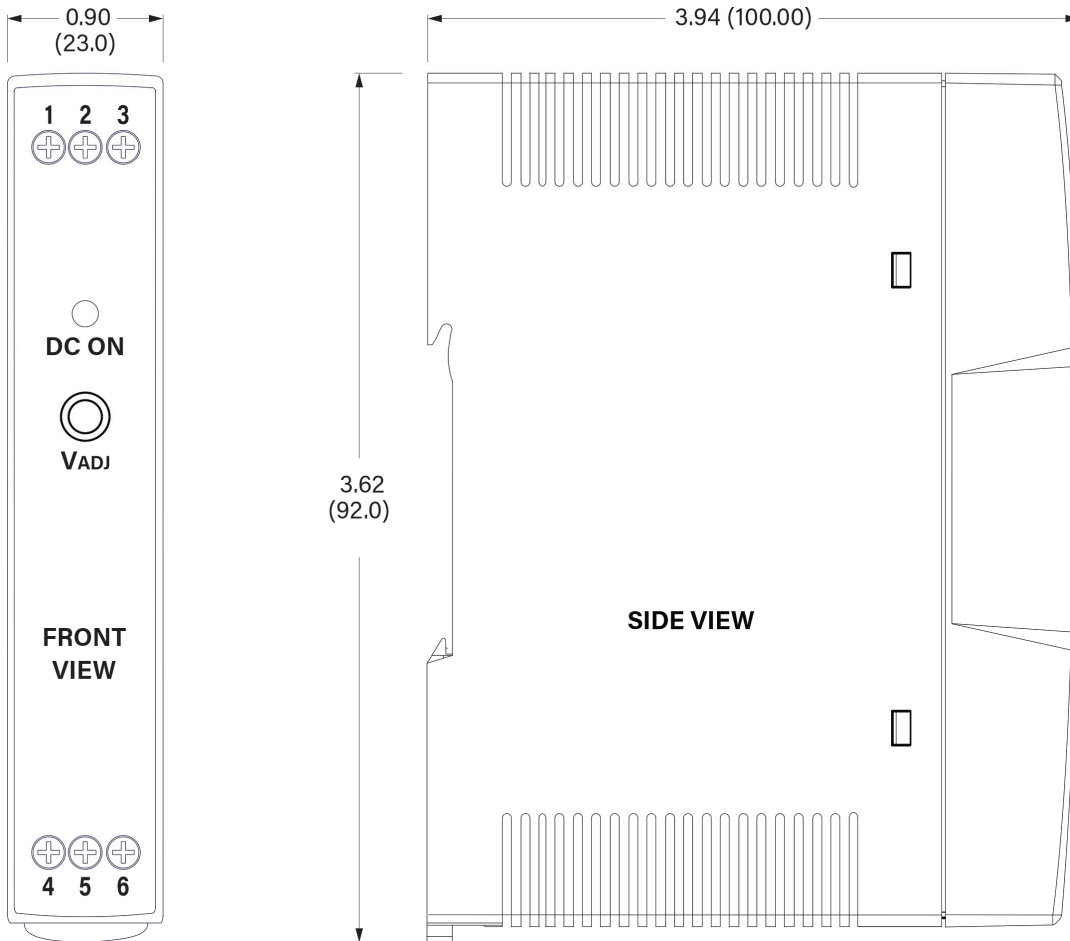 0.90
(23.0)
3.94 (100.00)
1 2 3
DC ON
VADJ
3.62
(92.0)
FRONT
VIEW
SIDE VIEW
4 5 6